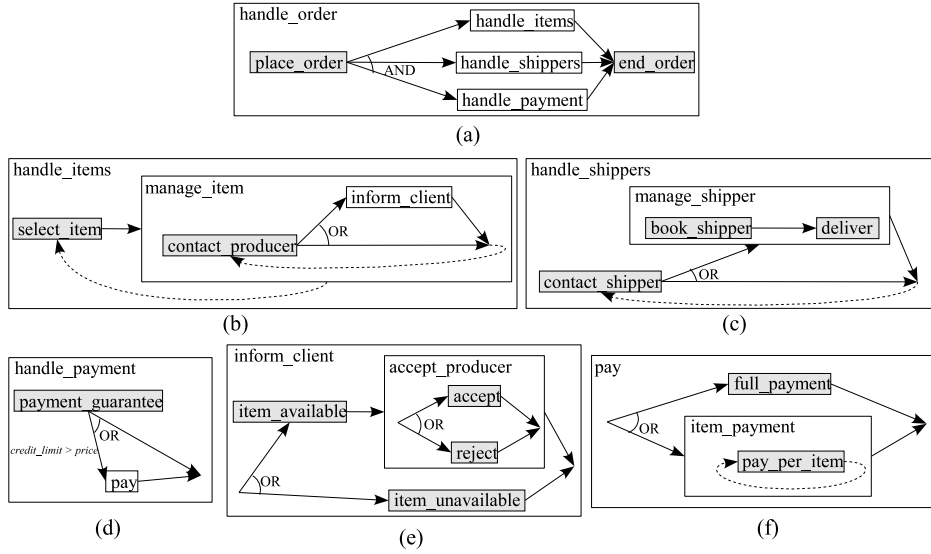 handle_order
handle_items
place_order
AND
handle_shippers
end_order
handle_payment
(a)
handle_items
manage_item
inform_client
select_item
contact_producer
OR
(b)
handle_shippers
manage_shipper
book_shipper
deliver
contact_shipper
OR
(c)
handle_payment
payment_guarantee
OR
credit_limit > price
pay
(d)
inform_client
accept_producer
item_available
accept
OR
reject
OR
item_unavailable
(e)
pay
full_payment
OR
item_payment
pay_per_item
(f)